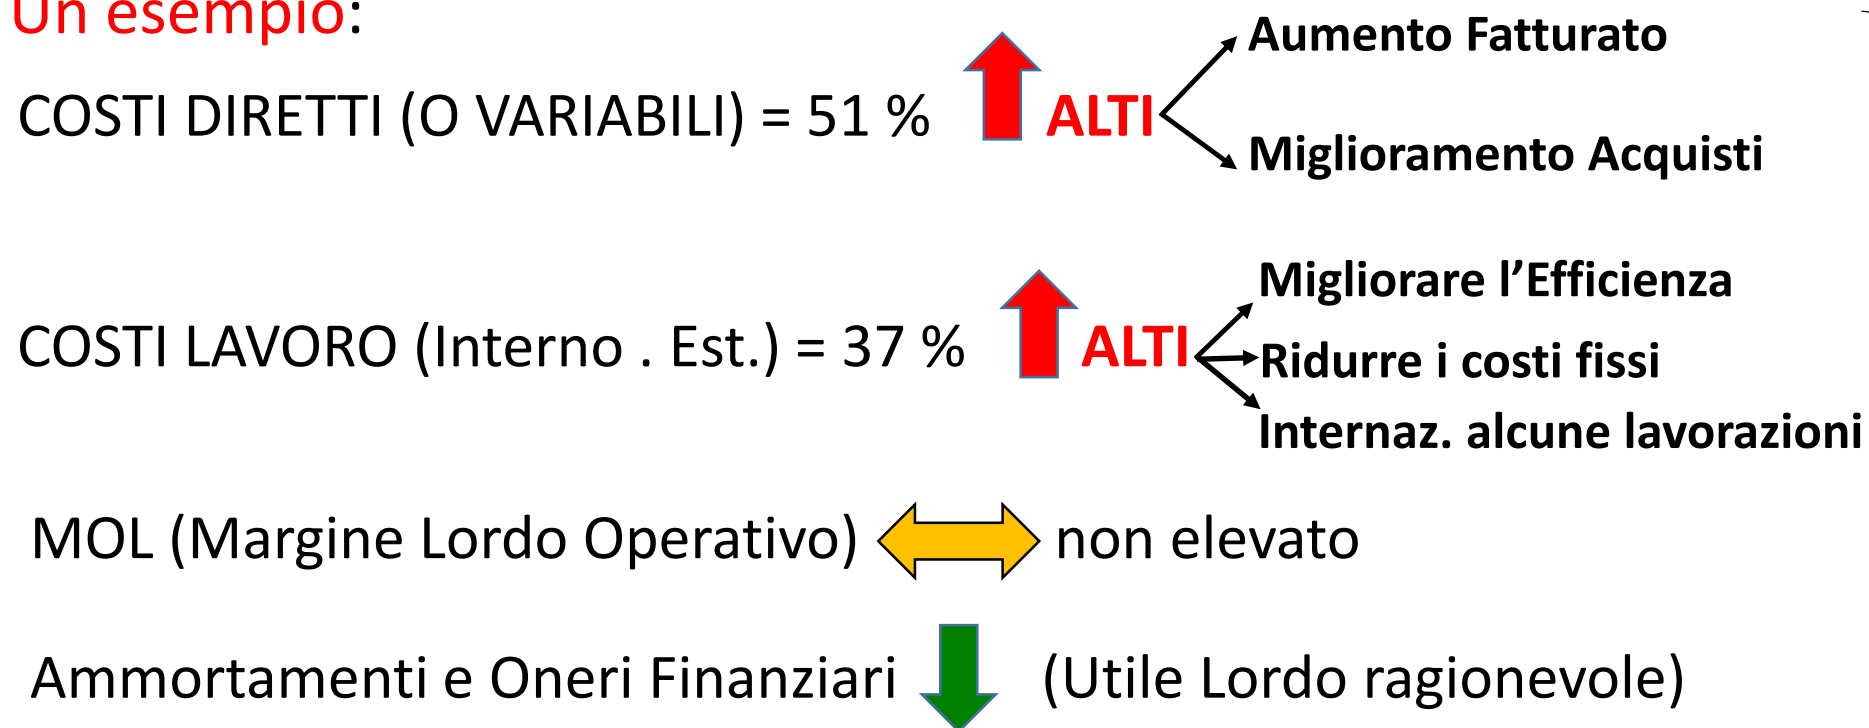 Un esempio:
Aumento Fatturato
COSTI DIRETTI (O VARIABILI) = 51 % ALTI
Miglioramento Acquisti
Migliorare l’Efficienza
COSTI LAVORO (Interno . Est.) = 37 % ALTI
Ridurre i costi fissi
Internaz. alcune lavorazioni
MOL (Margine Lordo Operativo) non elevato
Ammortamenti e Oneri Finanziari (Utile Lordo ragionevole)